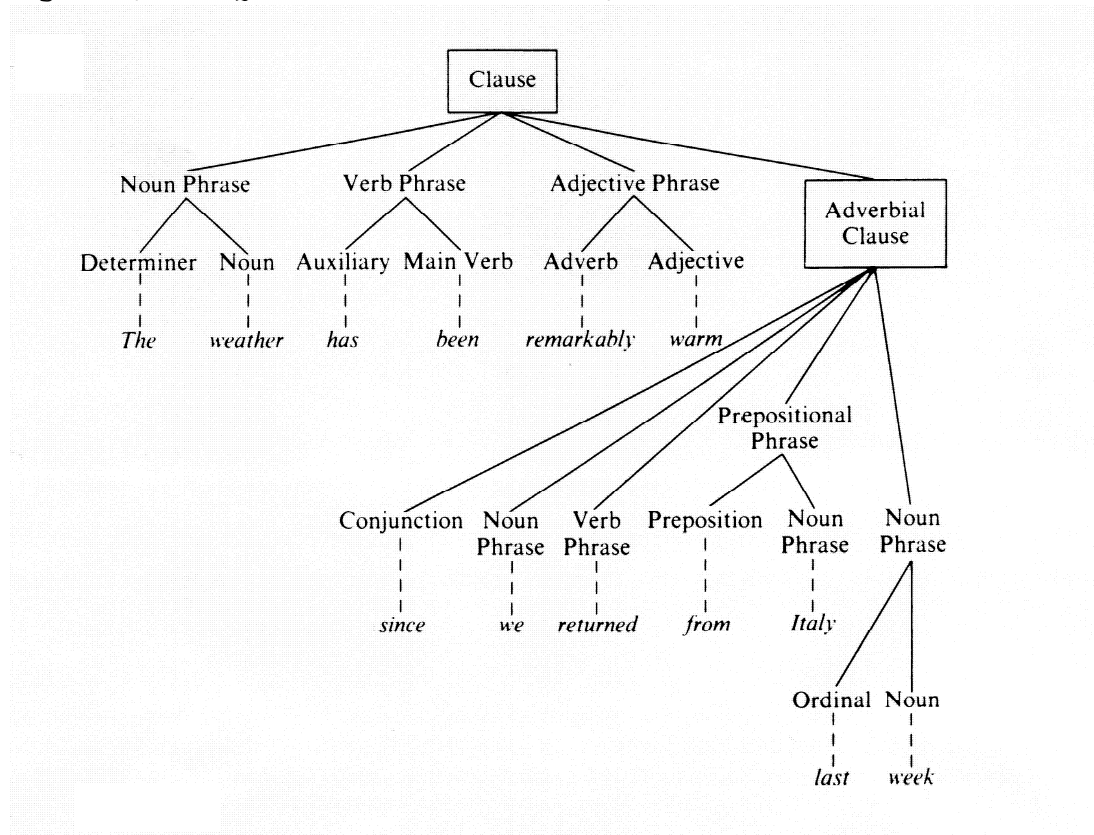 Clause
Noun Phrase Verb Phrase Adjective Phrase
Adverbial
Clause
Determiner Noun Auxiliary Main Verb Adverb Adjective
The weather has been remarkably warm
Prepositional
Phrase
Conjunction Noun Phrase Verb Phrase Preposition Noun Phrase Noun Phrase
since we returned from Italy
Ordinal Noun
last week